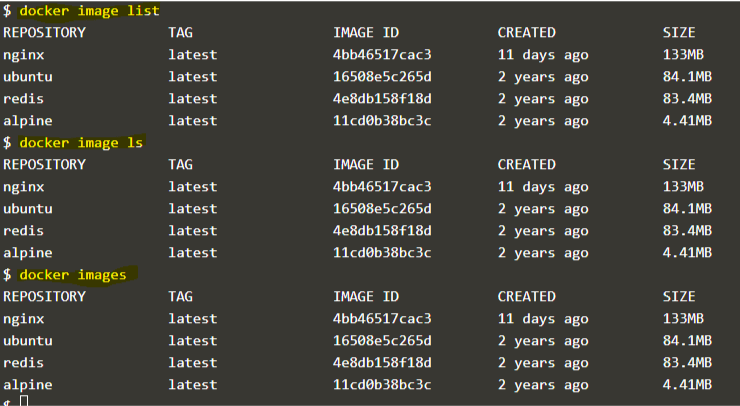 $ docker image list
REPOSITORY TAG IMAGE ID CREATED SIZE
nginx latest 4bb46517cac3 11 days ago 133MB
ubuntu latest 16508e5c265d 2 years ago 84.1MB
redis latest 4e8db158f18d 2 years ago 83.4MB
alpine latest 11cd0b38bc3c 2 years ago 4.41MB
$ docker image ls
REPOSITORY TAG IMAGE ID CREATED SIZE
nginx latest 4bb46517cac3 11 days ago 133MB
ubuntu latest 16508e5c265d 2 years ago 84.1MB
redis latest 4e8db158f18d 2 years ago 83.4MB
alpine latest 11cd0b38bc3c 2 years ago 4.41MB
$ docker images
REPOSITORY TAG IMAGE ID CREATED SIZE
nginx latest 4bb46517cac3 11 days ago 133MB
ubuntu latest 16508e5c265d 2 years ago 84.1MB
redis latest 4e8db158f18d 2 years ago 83.4MB
alpine latest 11cd0b38bc3c 2 years ago 4.41MB
$